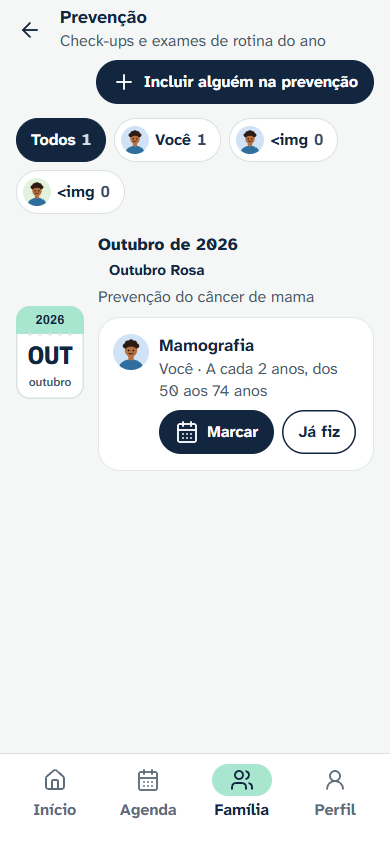 Prevenção
Check-ups e exames de rotina do ano
Incluir alguém na prevenção
Todos 1
Você 1
<img 0
<img 0
Outubro de 2026
Outubro Rosa
Prevenção do câncer de mama
2026
OUT
outubro
Mamografia
Você · A cada 2 anos, dos
50 aos 74 anos
Marcar
Já fiz
Início
Agenda
Família
Perfil